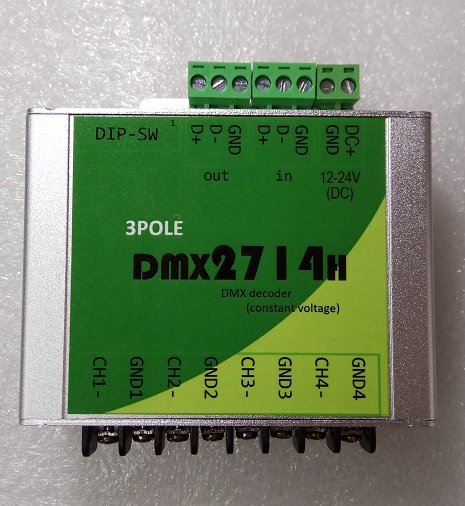 DIP-SW 1 D+ D- GND D+ D- GND GND DC+
out in 12-24V
(DC)
3POLE
DMX2714H
DMX decoder
(constant voltage)
CH1- GND1 CH2- GND2 CH3- GND3 CH4- GND4